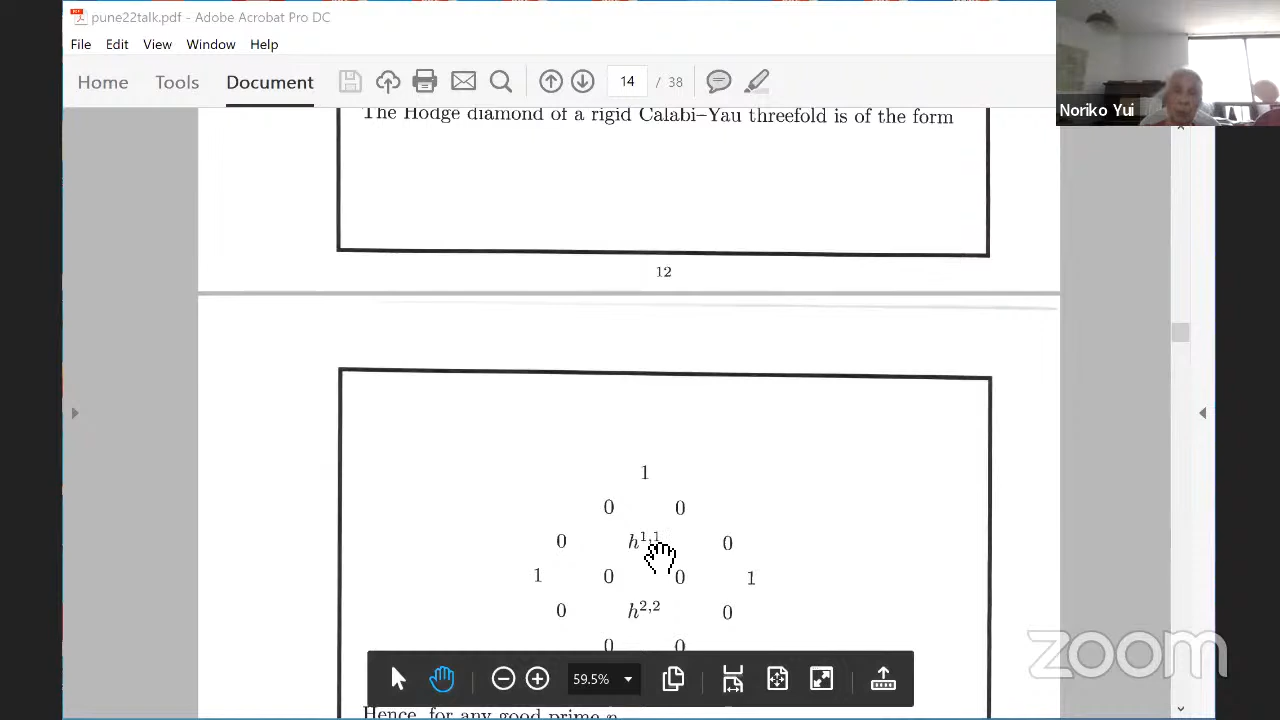 pune22talk.pdf - Adobe Acrobat Pro DC
File Edit View Window Help
Home Tools Document 14 / 38
Noriko Yui
The Hodge diamond of a rigid Calabi–Yau threefold is of the form
12
1
0 0
0 h^{1,1} 0
1 0 0 1
0 h^{2,2} 0
0 0
59.5%
Hence, for any good prime p
zoom